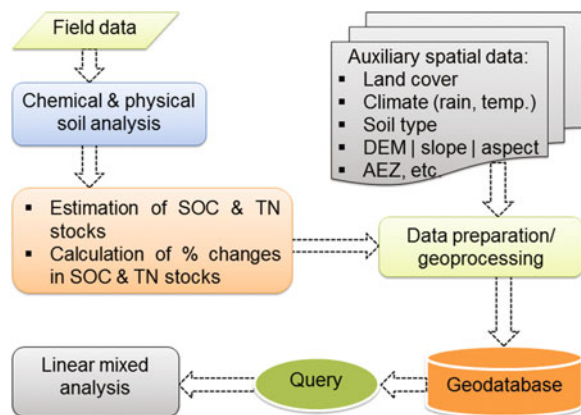 Field data
Chemical & physical
soil analysis
▪ Estimation of SOC & TN
stocks
▪ Calculation of % changes
in SOC & TN stocks
Auxiliary spatial data:
▪ Land cover
▪ Climate (rain, temp.)
▪ Soil type
▪ DEM | slope | aspect
▪ AEZ, etc.
Data preparation/
geoprocessing
Geodatabase
Query
Linear mixed
analysis